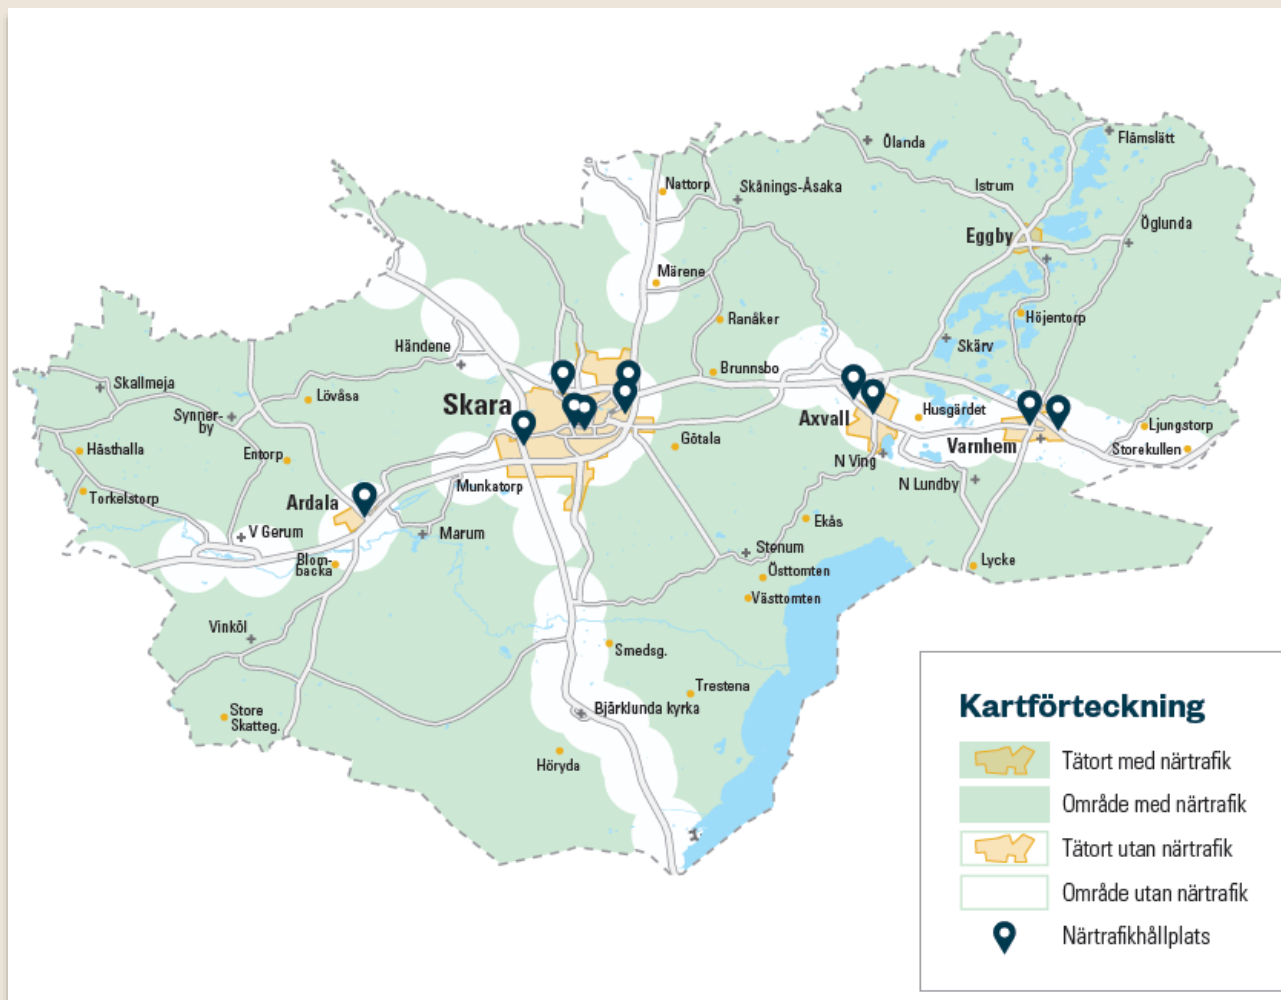 Flämslätt
Ölanda
Istrum
Nattorp
Skånings-Åsaka
Öglunda
Eggby
Märene
Höjentorp
Ranåker
Händene
Skärv
Skallmeja
Brunnsbo
Lövåsa
Skara
Synner-
by
Axvall
Husgärdet
Ljungstorp
Hästhalla
Entorp
Götala
Varnhem
Storekullen
N Ving
Munkatorp
N Lundby
Torkelstorp
Ardala
V Gerum
Marum
Ekås
Stenum
Blom-
backa
Lycke
Östtomten
Västtomten
Vinköl
Smedsg.
Trestena
Store
Skatteg.
Bjärklunda kyrka
Höryda
Kartförteckning
Tätort med närtrafik
Område med närtrafik
Tätort utan närtrafik
Område utan närtrafik
Närtrafikhållplats